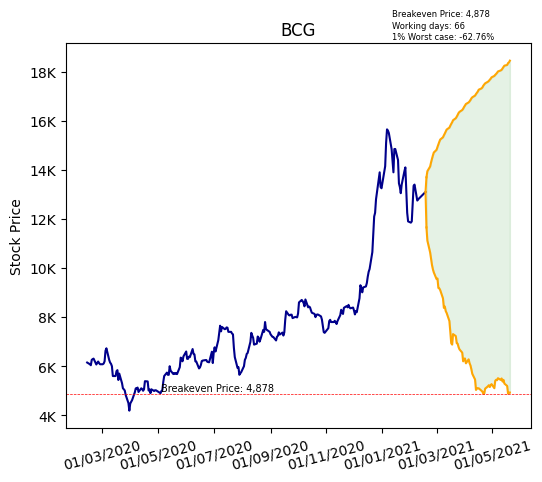 Breakeven Price: 4,878
Working days: 66
1% Worst case: -62.76%
BCG
Stock Price
18K
16K
14K
12K
10K
8K
6K
4K
Breakeven Price: 4,878
01/03/2020
01/05/2020
01/07/2020
01/09/2020
01/11/2020
01/01/2021
01/03/2021
01/05/2021